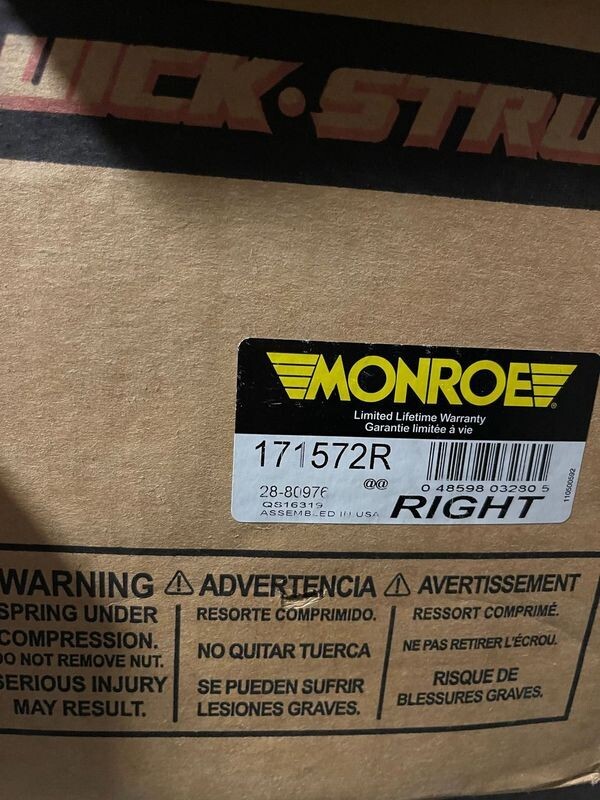 UICK·STRU
MONROE
Limited Lifetime Warranty
Garantie limitée à vie
171572R
@@
28-80976
0 48598 03280 5
QS16319
ASSEMBLED IN USA
RIGHT
110500592
WARNING ⚠ ADVERTENCIA ⚠ AVERTISSEMENT
SPRING UNDER
COMPRESSION.
DO NOT REMOVE NUT.
SERIOUS INJURY
MAY RESULT.
RESORTE COMPRIMIDO.
NO QUITAR TUERCA
SE PUEDEN SUFRIR
LESIONES GRAVES.
RESSORT COMPRIMÉ.
NE PAS RETIRER L'ÉCROU.
RISQUE DE
BLESSURES GRAVES.